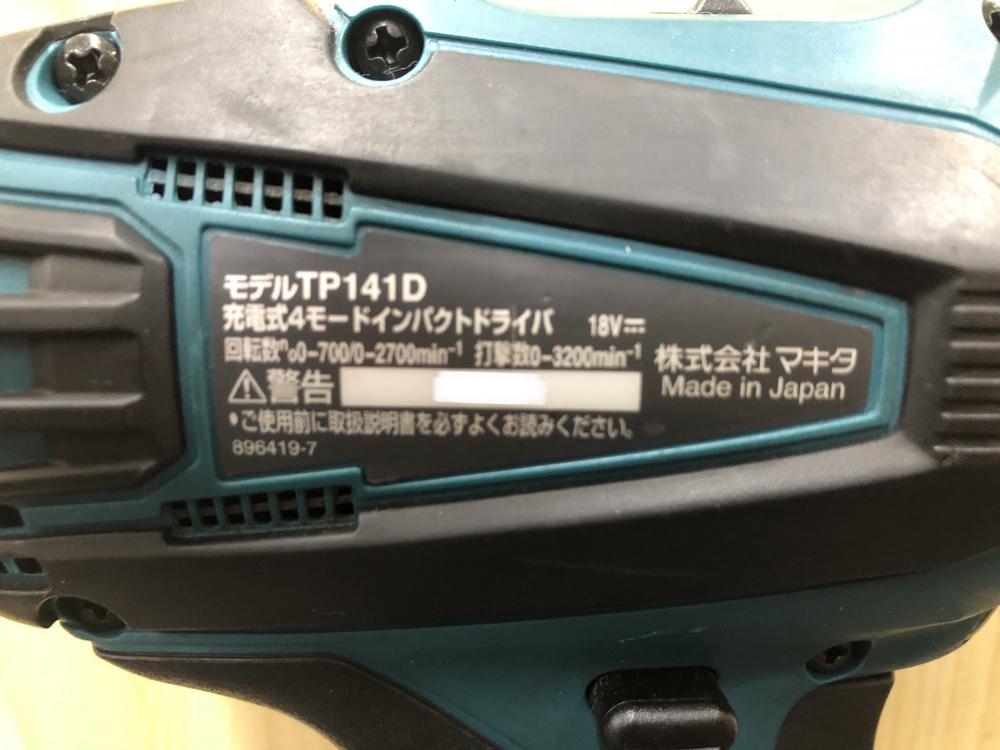 モデルTP141D
充電式4モードインパクトドライバ 18V⎓
回転数n₀0-700/0-2700min⁻¹ 打撃数0-3200min⁻¹
株式会社 マキタ
Made in Japan
⚠警告
•ご使用前に取扱説明書を必ずよくお読みください。
896419-7